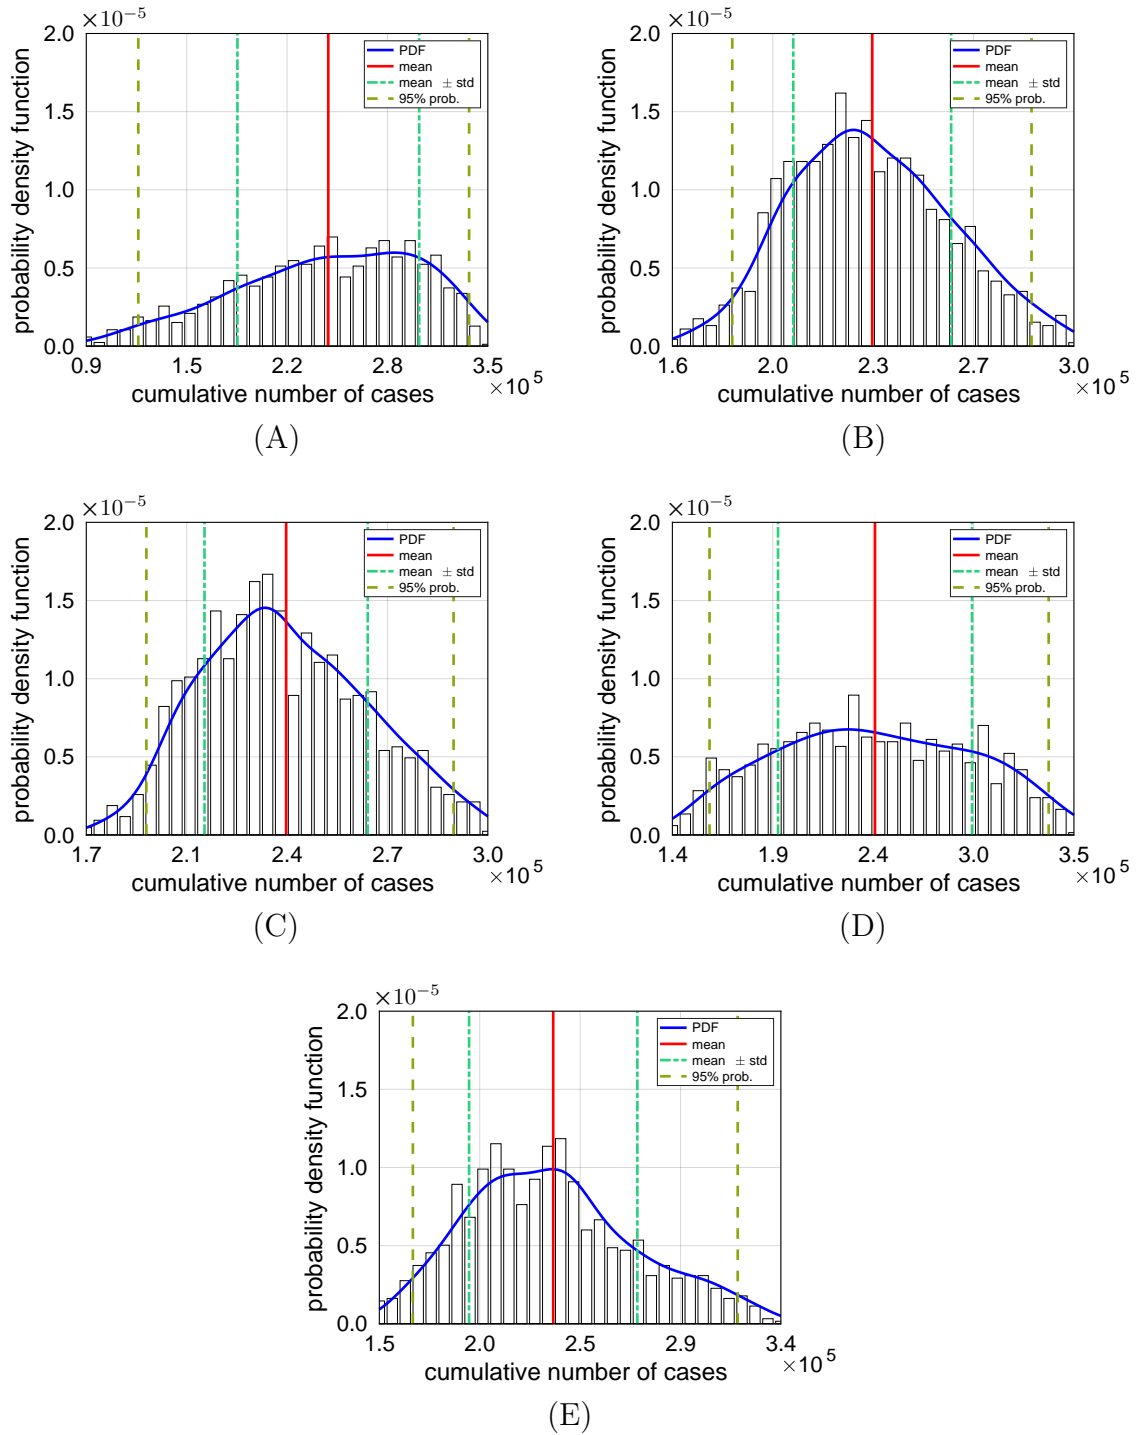 ×10−5
2.0
1.5
1.0
0.5
0.0
probability density function
PDF
mean
mean ± std
95% prob.
0.9 1.5 2.2 2.8 3.5
×10 5
cumulative number of cases
(A)
×10−5
2.0
1.5
1.0
0.5
0.0
probability density function
PDF
mean
mean ± std
95% prob.
1.6 2.0 2.3 2.7 3.0
×10 5
cumulative number of cases
(B)
×10−5
2.0
1.5
1.0
0.5
0.0
probability density function
PDF
mean
mean ± std
95% prob.
1.7 2.1 2.4 2.7 3.0
×10 5
cumulative number of cases
(C)
×10−5
2.0
1.5
1.0
0.5
0.0
probability density function
PDF
mean
mean ± std
95% prob.
1.4 1.9 2.4 3.0 3.5
×10 5
cumulative number of cases
(D)
×10−5
2.0
1.5
1.0
0.5
0.0
probability density function
PDF
mean
mean ± std
95% prob.
1.5 2.0 2.5 2.9 3.4
×10 5
cumulative number of cases
(E)